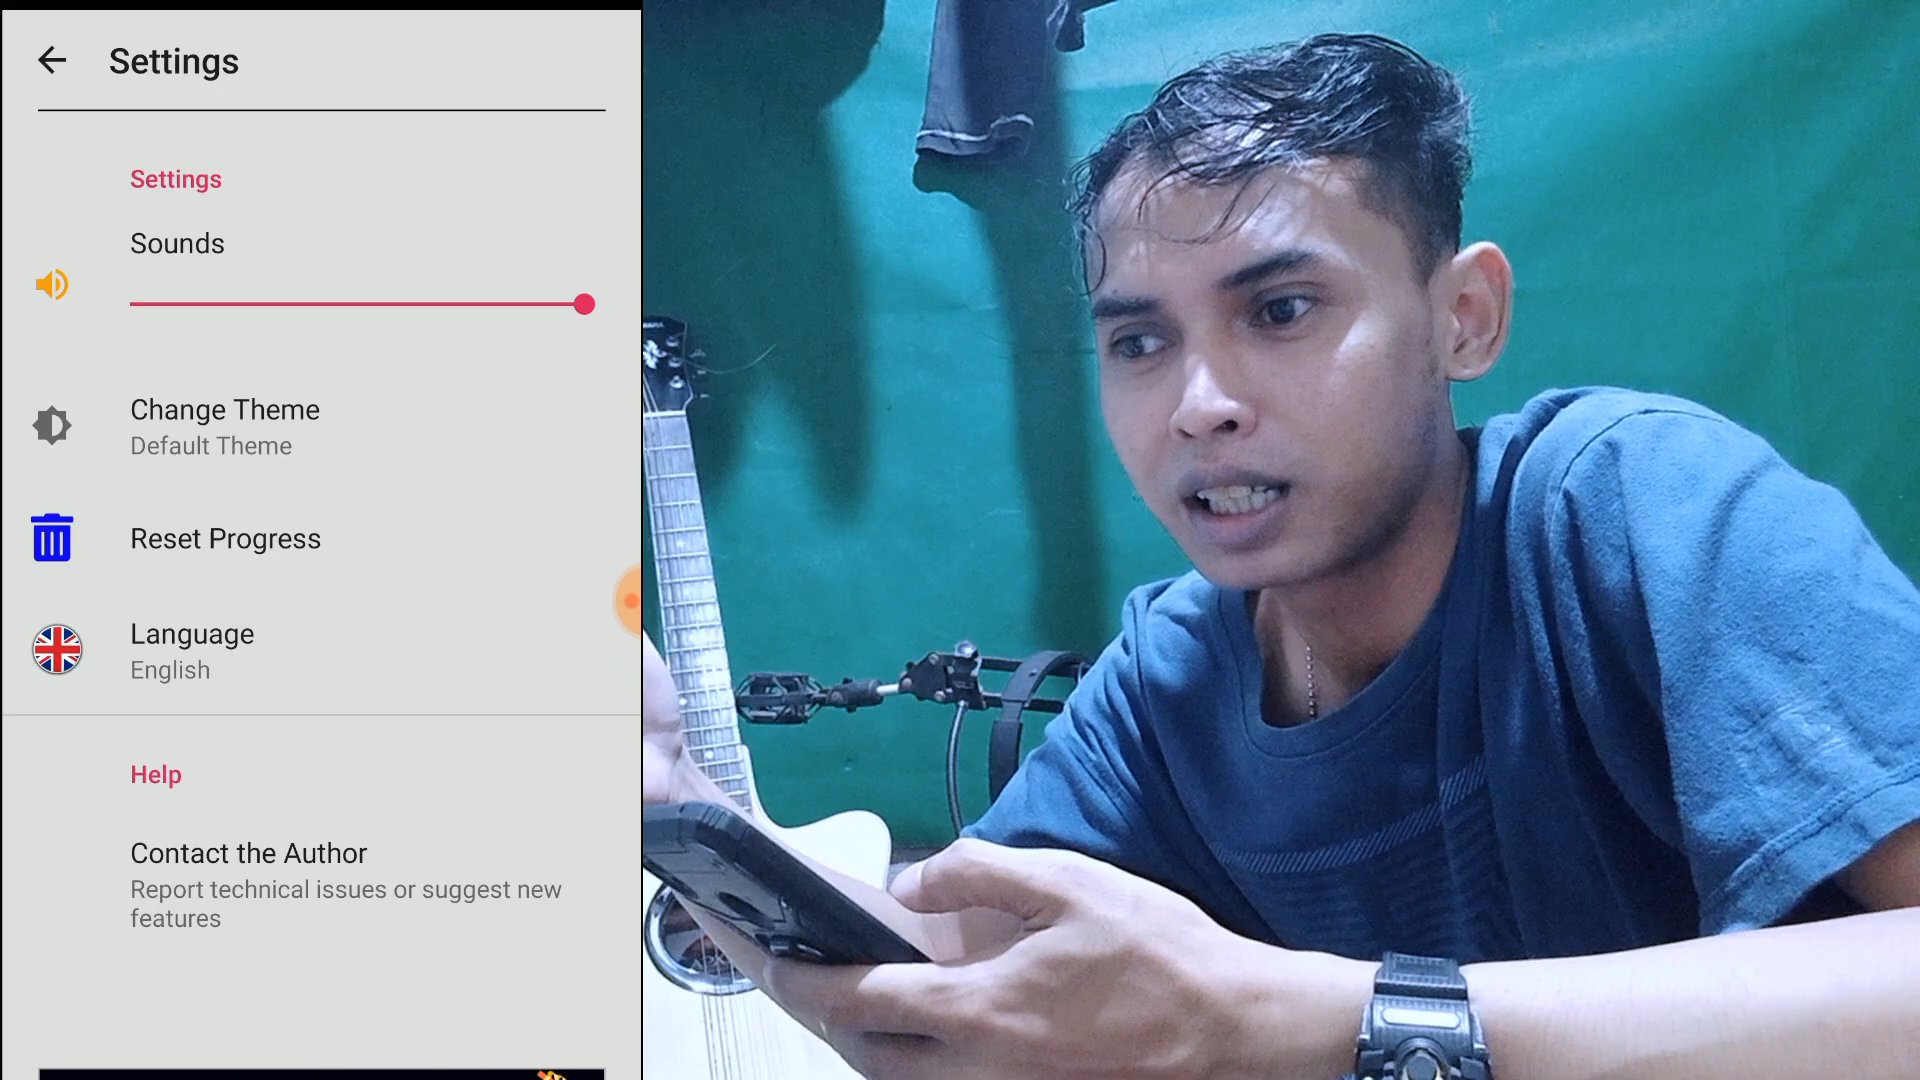 Settings
Settings
Sounds
Change Theme
Default Theme
Reset Progress
Language
English
Help
Contact the Author
Report technical issues or suggest new
features